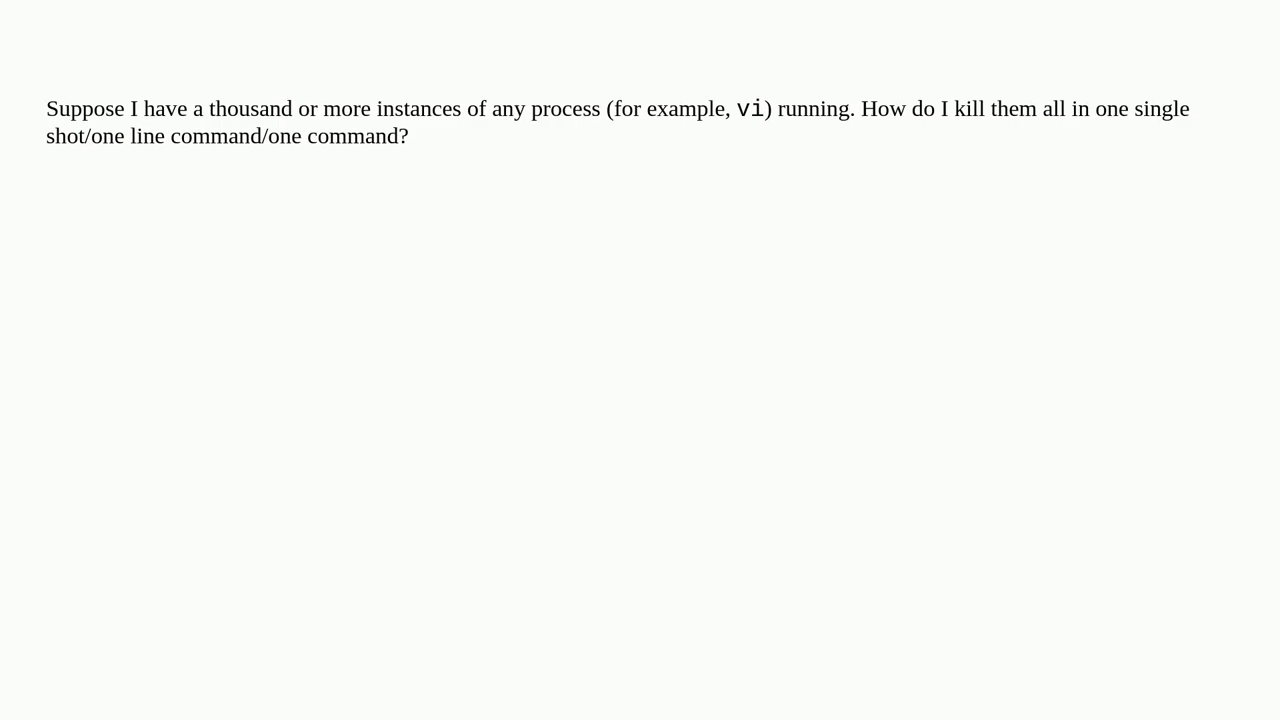 Suppose I have a thousand or more instances of any process (for example, vi) running. How do I kill them all in one single
shot/one line command/one command?